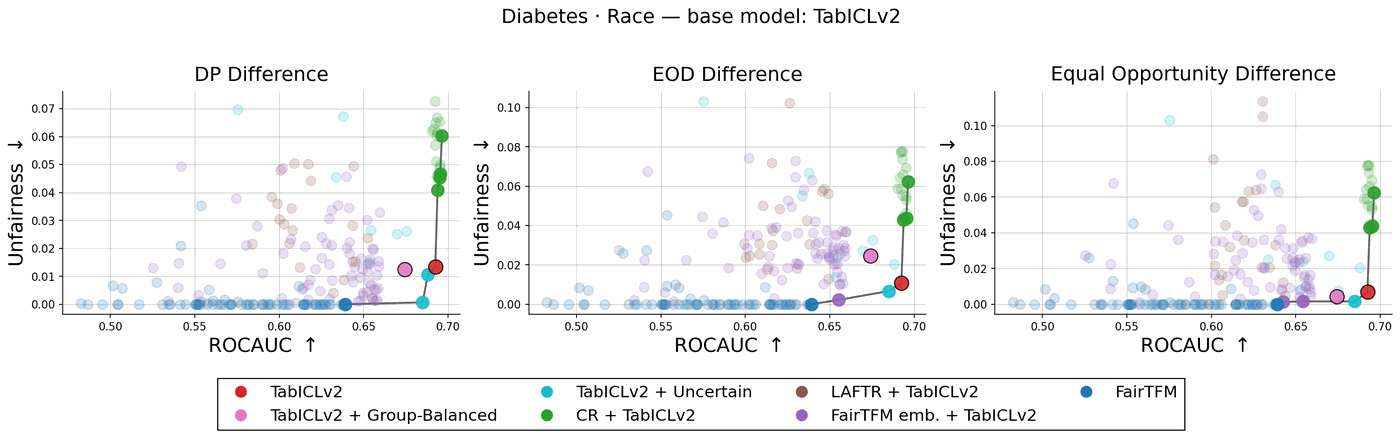 Diabetes · Race — base model: TabICLv2
DP Difference
EOD Difference
Equal Opportunity Difference
Unfairness ↓
0.07
0.06
0.05
0.04
0.03
0.02
0.01
0.00
0.50 0.55 0.60 0.65 0.70
ROCAUC ↑
Unfairness ↓
0.10
0.08
0.06
0.04
0.02
0.00
0.50 0.55 0.60 0.65 0.70
ROCAUC ↑
Unfairness ↓
0.10
0.08
0.06
0.04
0.02
0.00
0.50 0.55 0.60 0.65 0.70
ROCAUC ↑
TabICLv2
TabICLv2 + Group-Balanced
TabICLv2 + Uncertain
CR + TabICLv2
LAFTR + TabICLv2
FairTFM emb. + TabICLv2
FairTFM